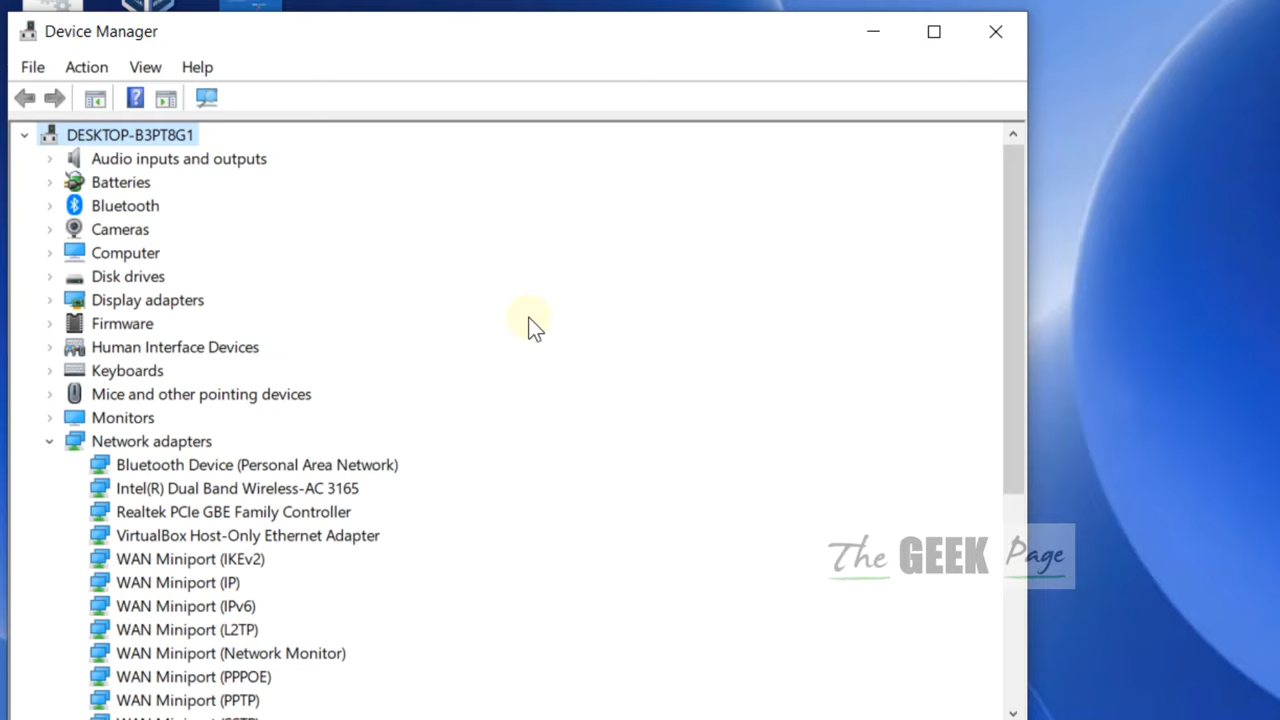 Device Manager
File Action View Help
DESKTOP-B3PT8G1
Audio inputs and outputs
Batteries
Bluetooth
Cameras
Computer
Disk drives
Display adapters
Firmware
Human Interface Devices
Keyboards
Mice and other pointing devices
Monitors
Network adapters
Bluetooth Device (Personal Area Network)
Intel(R) Dual Band Wireless-AC 3165
Realtek PCIe GBE Family Controller
VirtualBox Host-Only Ethernet Adapter
WAN Miniport (IKEv2)
The GEEK Page
WAN Miniport (IP)
WAN Miniport (IPv6)
WAN Miniport (L2TP)
WAN Miniport (Network Monitor)
WAN Miniport (PPPOE)
WAN Miniport (PPTP)